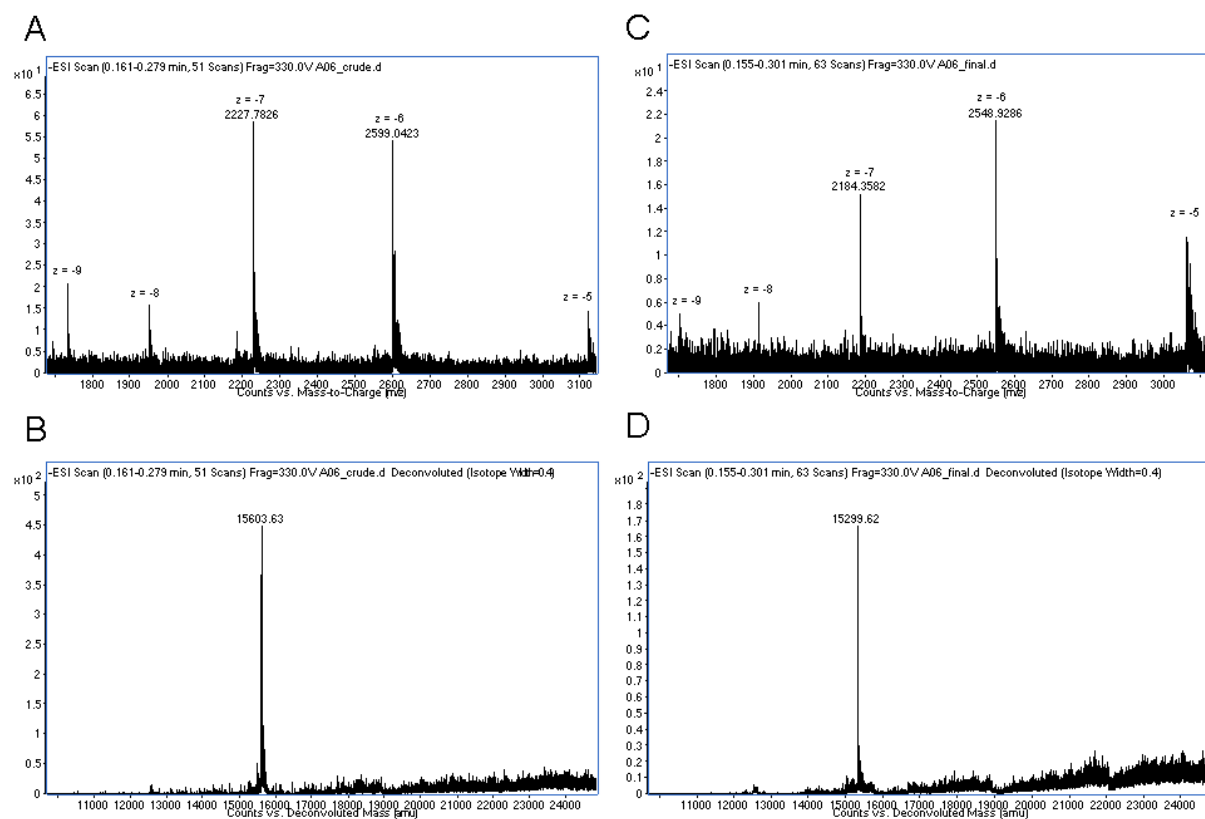 A
-ESI Scan (0.161-0.279 min, 51 Scans) Frag=330.0V A06_crude.d
x10 1
6.5
6
5.5
5
4.5
4
3.5
3
2.5
2
1.5
1
0.5
0
z = -9
z = -8
z = -7
2227.7826
z = -6
2599.0423
z = -5
1800 1900 2000 2100 2200 2300 2400 2500 2600 2700 2800 2900 3000 3100
Counts vs. Mass-to-Charge (m/z)
C
-ESI Scan (0.155-0.301 min, 63 Scans) Frag=330.0V A06_final.d
x10 1
2.4
2.2
2
1.8
1.6
1.4
1.2
1
0.8
0.6
0.4
0.2
0
z = -9
z = -8
z = -7
2184.3582
z = -6
2548.9286
z = -5
1800 1900 2000 2100 2200 2300 2400 2500 2600 2700 2800 2900 3000
Counts vs. Mass-to-Charge (m/z)
B
-ESI Scan (0.161-0.279 min, 51 Scans) Frag=330.0V A06_crude.d Deconvoluted (Isotope Width=0.4)
x10 2
5
4.5
4
3.5
3
2.5
2
1.5
1
0.5
0
15603.63
11000 12000 13000 14000 15000 16000 17000 18000 19000 20000 21000 22000 23000 24000
Counts vs. Deconvoluted Mass (amu)
D
-ESI Scan (0.155-0.301 min, 63 Scans) Frag=330.0V A06_final.d Deconvoluted (Isotope Width=0.4)
x10 2
1.8
1.7
1.6
1.5
1.4
1.3
1.2
1.1
1
0.9
0.8
0.7
0.6
0.5
0.4
0.3
0.2
0.1
0
15299.62
11000 12000 13000 14000 15000 16000 17000 18000 19000 20000 21000 22000 23000 24000
Counts vs. Deconvoluted Mass (amu)